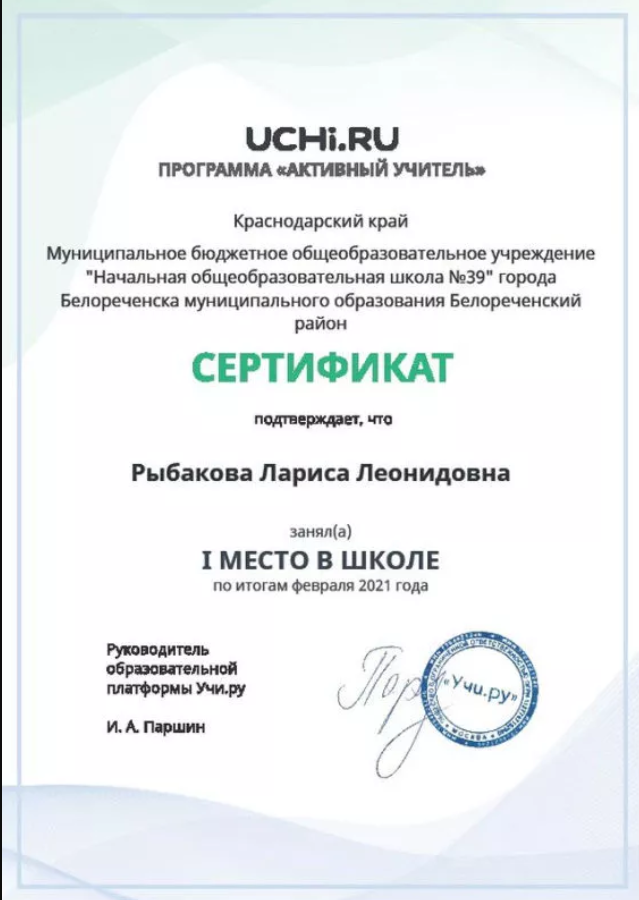 UCHi.RU
ПРОГРАММА «АКТИВНЫЙ УЧИТЕЛЬ»
Краснодарский край
Муниципальное бюджетное общеобразовательное учреждение
"Начальная общеобразовательная школа №39" города
Белореченска муниципального образования Белореченский
район
СЕРТИФИКАТ
подтверждает, что
Рыбакова Лариса Леонидовна
занял(а)
I МЕСТО В ШКОЛЕ
по итогам февраля 2021 года
Руководитель
образовательной
платформы Учи.ру
И. А. Паршин
«Учи.ру»
МОСКВА